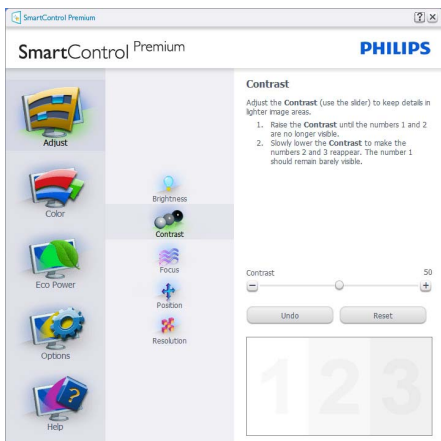 SmartControl Premium
SmartControl Premium
PHILIPS
Adjust
Color
Eco Power
Options
Help
Brightness
Contrast
Focus
Position
Resolution
Contrast
Adjust the Contrast (use the slider) to keep details in
lighter image areas.
1. Raise the Contrast until the numbers 1 and 2
are no longer visible.
2. Slowly lower the Contrast to make the
numbers 2 and 3 reappear. The number 1
should remain barely visible.
Contrast 50
Undo Reset
1 2 3